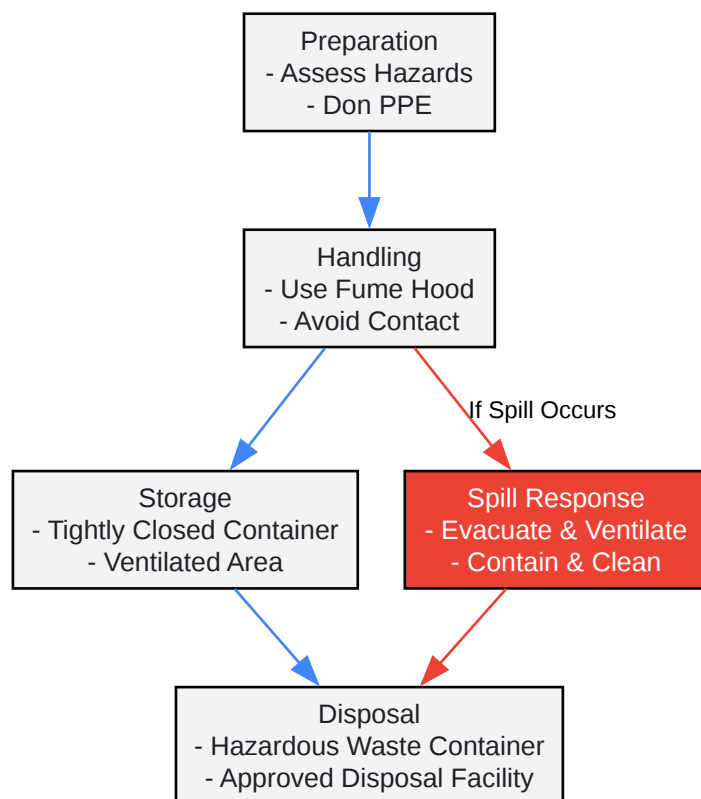 Preparation
- Assess Hazards
- Don PPE
Handling
- Use Fume Hood
- Avoid Contact
If Spill Occurs
Storage
- Tightly Closed Container
- Ventilated Area
Spill Response
- Evacuate & Ventilate
- Contain & Clean
Disposal
- Hazardous Waste Container
- Approved Disposal Facility